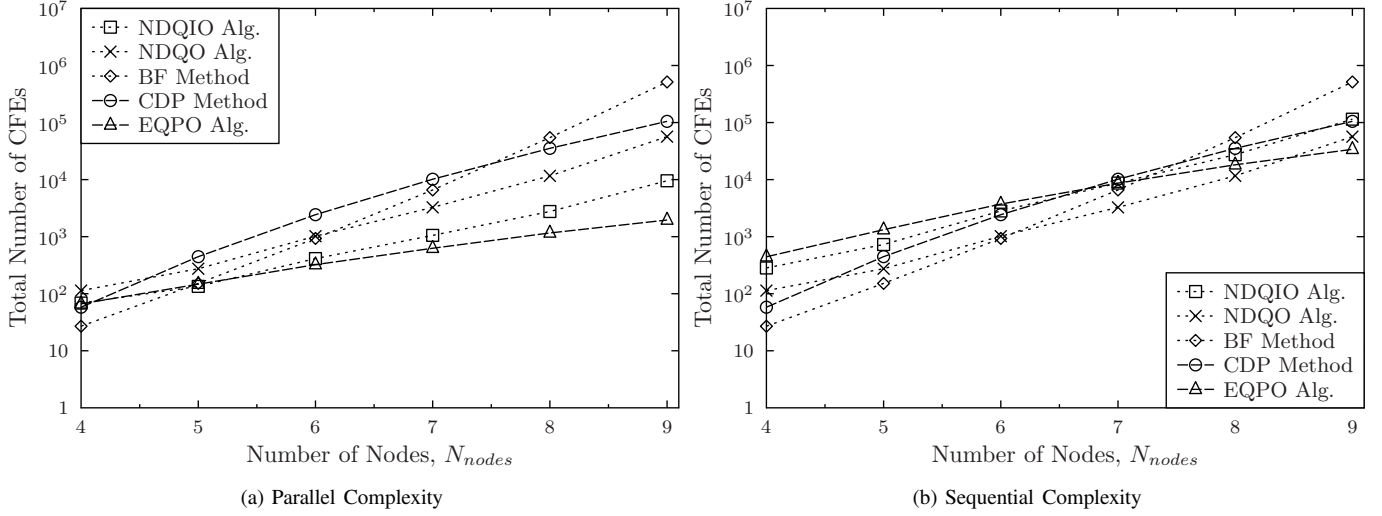 Total Number of CFEs
10^7
10^6
10^5
10^4
10^3
10^2
10
1
NDQIO Alg.
NDQO Alg.
BF Method
CDP Method
EQPO Alg.
4 5 6 7 8 9
Number of Nodes, N_{nodes}
(a) Parallel Complexity
Total Number of CFEs
10^7
10^6
10^5
10^4
10^3
10^2
10
1
NDQIO Alg.
NDQO Alg.
BF Method
CDP Method
EQPO Alg.
4 5 6 7 8 9
Number of Nodes, N_{nodes}
(b) Sequential Complexity